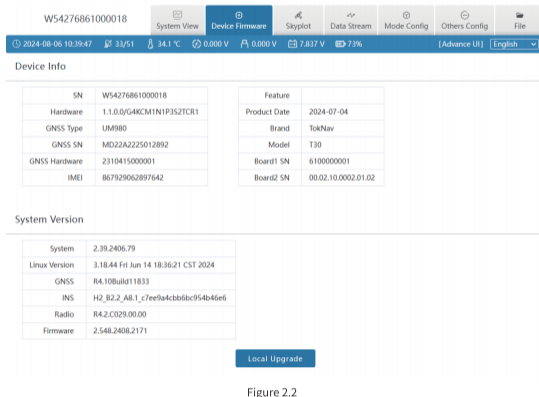 W54276861000018
System View
Device Firmware
Skyplot
Data Stream
Mode Config
Others Config
File
2024-08-06 10:39:47 33/51 34.1 ℃ 0.000 V 0.000 V 7.837 V 73% [Advance UI] English
Device Info
SN W54276861000018
Hardware 1.1.0.0/G4KCM1N1P3S2TCR1
GNSS Type UM980
GNSS SN MD22A2225012892
GNSS Hardware 2310415000001
IMEI 867929062897642
Feature
Product Date 2024-07-04
Brand TokNav
Model T30
Board1 SN 6100000001
Board2 SN 00.02.10.0002.01.02
System Version
System 2.39.2406.79
Linux Version 3.18.44 Fri Jun 14 18:36:21 CST 2024
GNSS R4.10Build11833
INS H2_B2.2_A8.1_c7ee9a4cbb6bc954b46e6
Radio R4.2.C029.00.00
Firmware 2.548.2408.2171
Local Upgrade
Figure 2.2